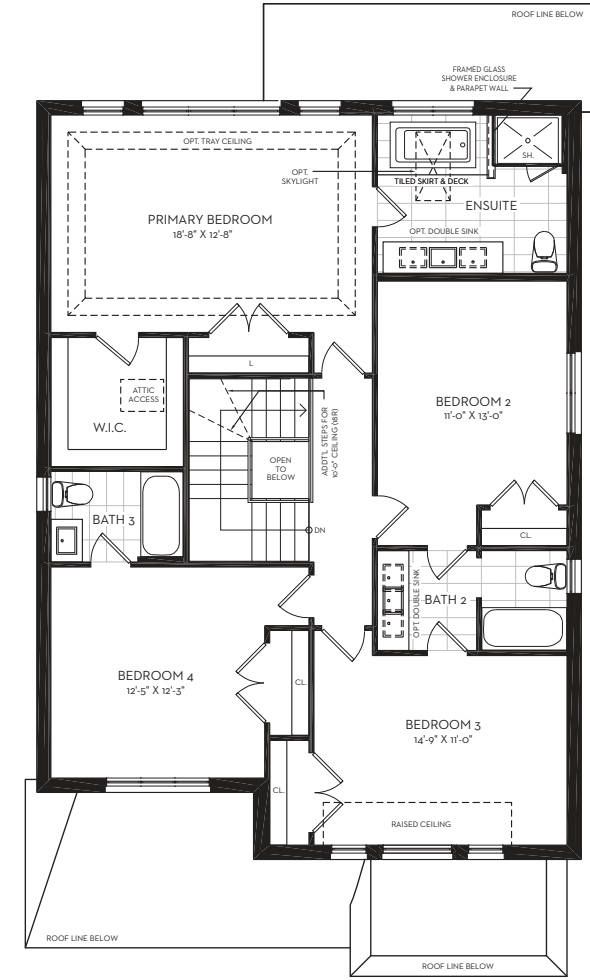 ROOF LINE BELOW
FRAMED GLASS
SHOWER ENCLOSURE
& PARAPET WALL
OPT. TRAY CEILING
SH.
OPT.
SKYLIGHT
TILED SKIRT & DECK
ENSUITE
PRIMARY BEDROOM
18'-8" X 12'-8"
OPT. DOUBLE SINK
L
ATTIC
ACCESS
W.I.C.
ADDT'L STEPS FOR
10'-0" CEILING (18R)
BEDROOM 2
11'-0" X 13'-0"
OPEN
TO
BELOW
BATH 3
DN
CL.
OPT. DOUBLE SINK
BATH 2
BEDROOM 4
12'-5" X 12'-3"
CL.
BEDROOM 3
14'-9" X 11'-0"
CL.
RAISED CEILING
ROOF LINE BELOW
ROOF LINE BELOW